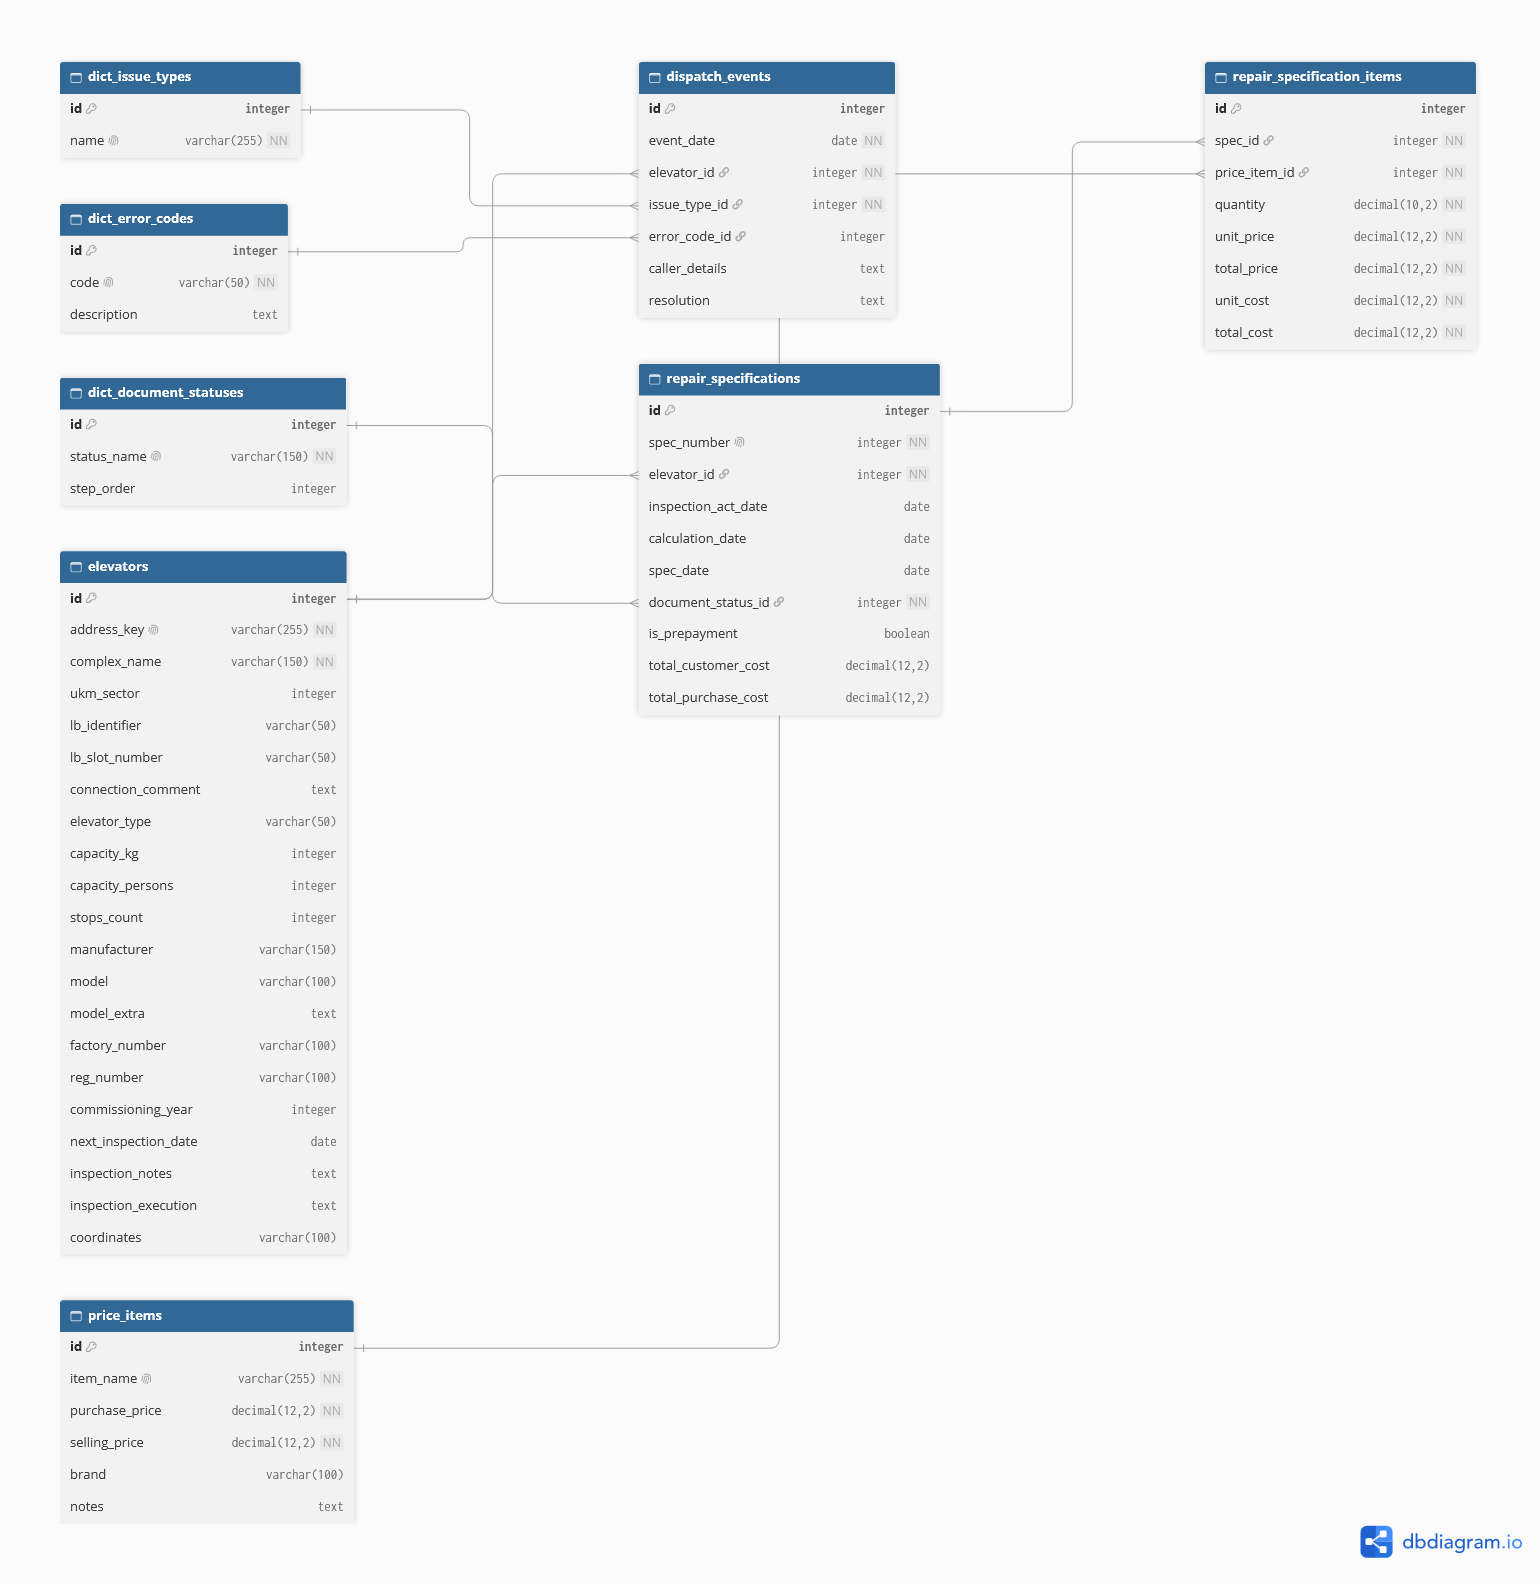 dict_issue_types
id integer
name varchar(255) NN
dict_error_codes
id integer
code varchar(50) NN
description text
dict_document_statuses
id integer
status_name varchar(150) NN
step_order integer
elevators
id integer
address_key varchar(255) NN
complex_name varchar(150) NN
ukm_sector integer
lb_identifier varchar(50)
lb_slot_number varchar(50)
connection_comment text
elevator_type varchar(50)
capacity_kg integer
capacity_persons integer
stops_count integer
manufacturer varchar(150)
model varchar(100)
model_extra text
factory_number varchar(100)
reg_number varchar(100)
commissioning_year integer
next_inspection_date date
inspection_notes text
inspection_execution text
coordinates varchar(100)
price_items
id integer
item_name varchar(255) NN
purchase_price decimal(12,2) NN
selling_price decimal(12,2) NN
brand varchar(100)
notes text
dispatch_events
id integer
event_date date NN
elevator_id integer NN
issue_type_id integer NN
error_code_id integer
caller_details text
resolution text
repair_specifications
id integer
spec_number integer NN
elevator_id integer NN
inspection_act_date date
calculation_date date
spec_date date
document_status_id integer NN
is_prepayment boolean
total_customer_cost decimal(12,2)
total_purchase_cost decimal(12,2)
repair_specification_items
id integer
spec_id integer NN
price_item_id integer NN
quantity decimal(10,2) NN
unit_price decimal(12,2) NN
total_price decimal(12,2) NN
unit_cost decimal(12,2) NN
total_cost decimal(12,2) NN
dbdiagram.io